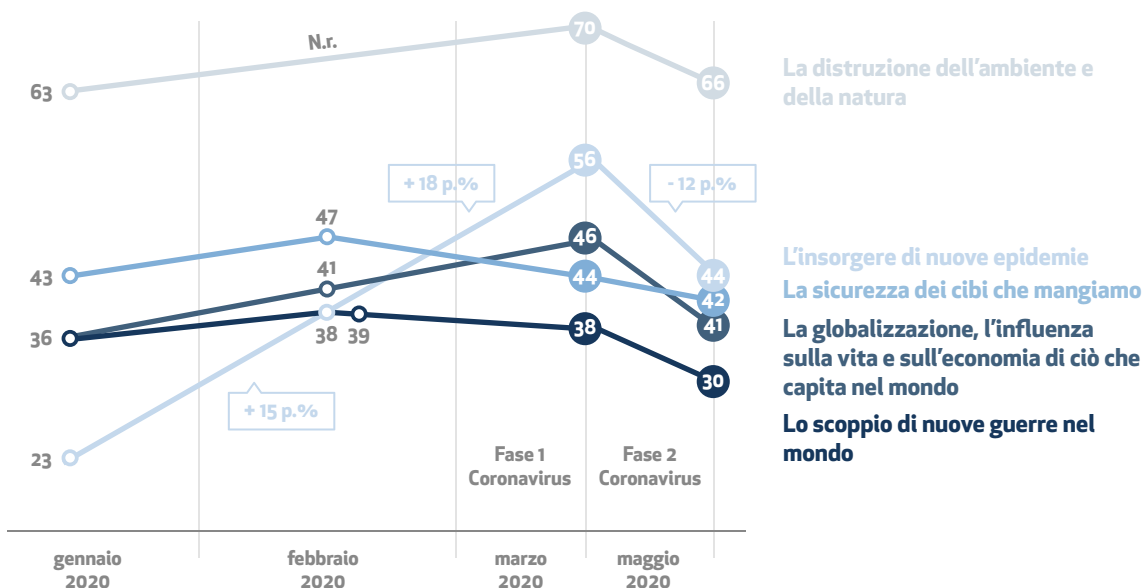 N.r.
70
63
66
La distruzione dell’ambiente e
della natura
56
+ 18 p.%
- 12 p.%
47
46
43
41
44
44
L’insorgere di nuove epidemie
42
La sicurezza dei cibi che mangiamo
41
La globalizzazione, l’influenza
sulla vita e sull’economia di ciò che
capita nel mondo
36
38
39
38
30
+ 15 p.%
Lo scoppio di nuove guerre nel
mondo
23
Fase 1
Coronavirus
Fase 2
Coronavirus
gennaio
2020
febbraio
2020
marzo
2020
maggio
2020